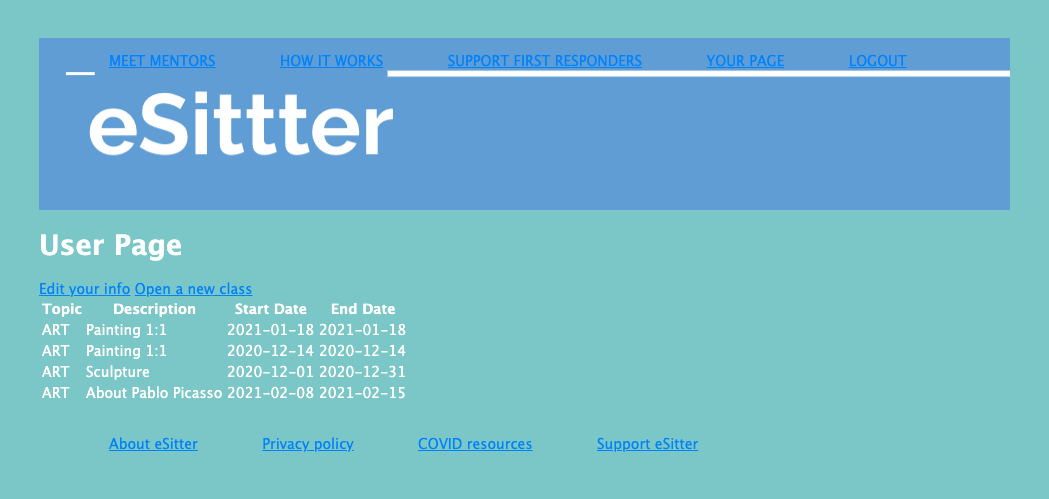 MEET MENTORS HOW IT WORKS SUPPORT FIRST RESPONDERS YOUR PAGE LOGOUT
eSittter
User Page
Edit your info Open a new class
Topic Description Start Date End Date
ART Painting 1:1 2021-01-18 2021-01-18
ART Painting 1:1 2020-12-14 2020-12-14
ART Sculpture 2020-12-01 2020-12-31
ART About Pablo Picasso 2021-02-08 2021-02-15
About eSitter Privacy policy COVID resources Support eSitter